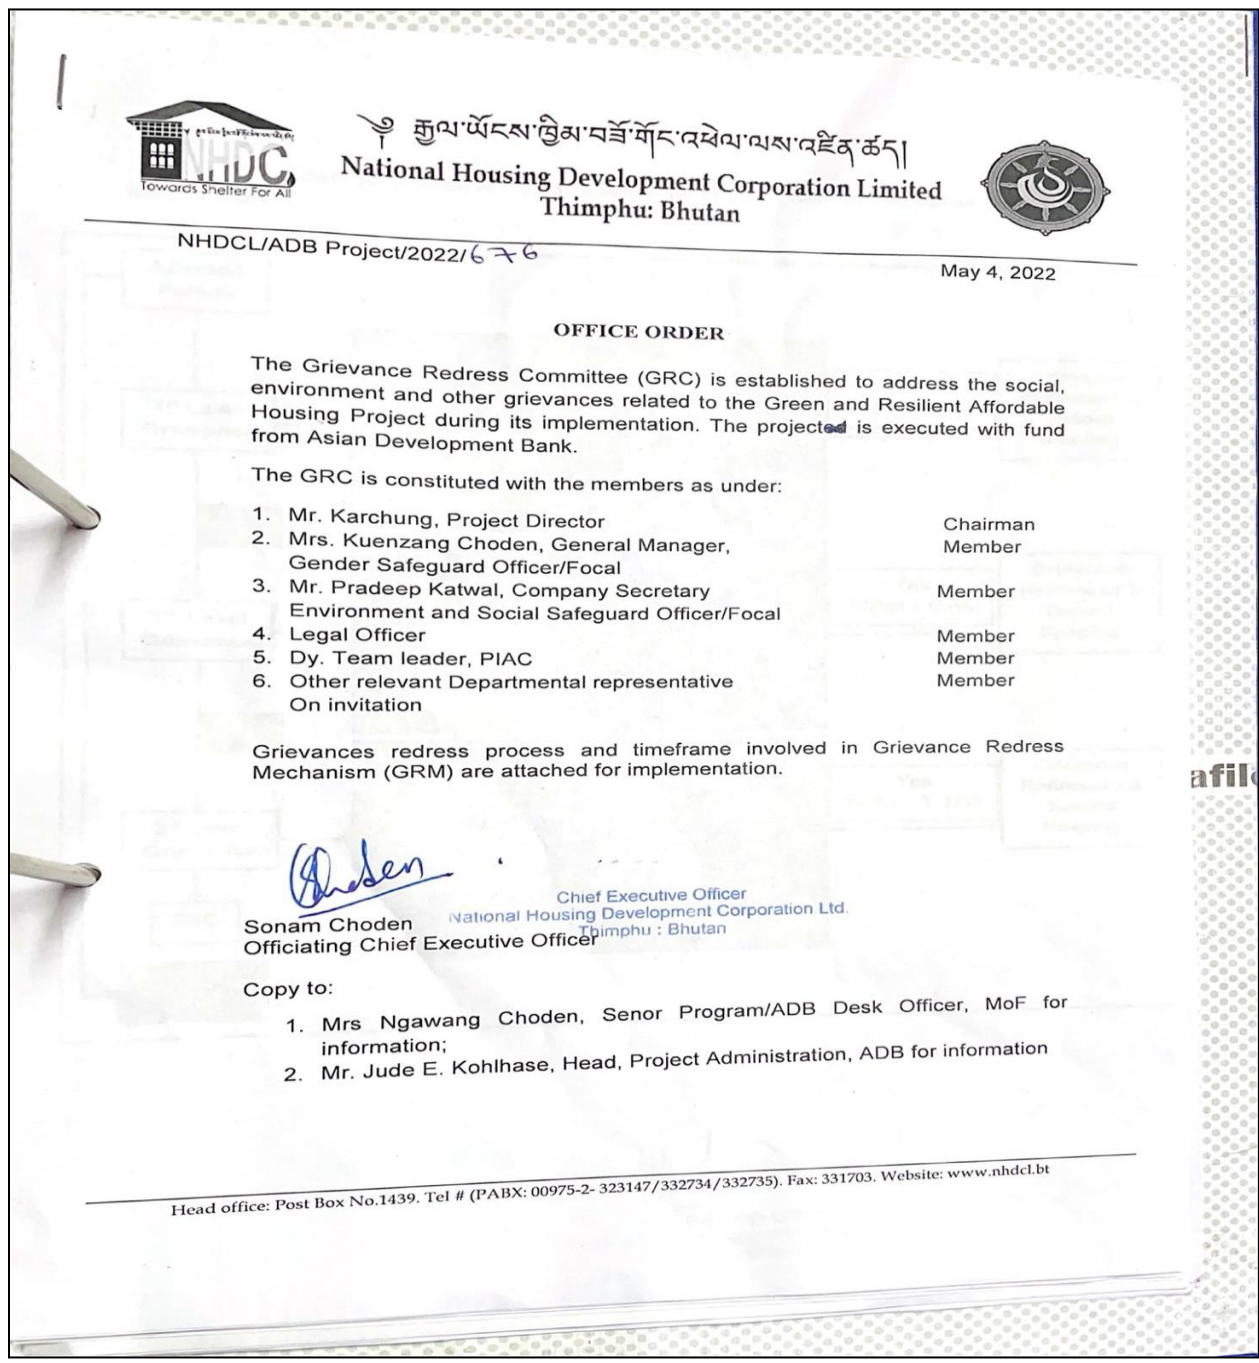 NHDC
Towards Shelter For All
༄ རྒྱལ་ཡོངས་ཁྱིམ་བཟོ་གོང་འཕེལ་ལས་འཛིན་ཚད།
National Housing Development Corporation Limited
Thimphu: Bhutan
NHDCL/ADB Project/2022/676
May 4, 2022
OFFICE ORDER
The Grievance Redress Committee (GRC) is established to address the social,
environment and other grievances related to the Green and Resilient Affordable
Housing Project during its implementation. The projected is executed with fund
from Asian Development Bank.
The GRC is constituted with the members as under:
1. Mr. Karchung, Project Director Chairman
2. Mrs. Kuenzang Choden, General Manager, Member
Gender Safeguard Officer/Focal
3. Mr. Pradeep Katwal, Company Secretary Member
Environment and Social Safeguard Officer/Focal
4. Legal Officer Member
5. Dy. Team leader, PIAC Member
6. Other relevant Departmental representative Member
On invitation
Grievances redress process and timeframe involved in Grievance Redress
Mechanism (GRM) are attached for implementation.
afil
Choden
Chief Executive Officer
National Housing Development Corporation Ltd.
Thimphu : Bhutan
Sonam Choden
Officiating Chief Executive Officer
Copy to:
1. Mrs Ngawang Choden, Senor Program/ADB Desk Officer, MoF for
information;
2. Mr. Jude E. Kohlhase, Head, Project Administration, ADB for information
Head office: Post Box No.1439. Tel # (PABX: 00975-2- 323147/332734/332735). Fax: 331703. Website: www.nhdcl.bt